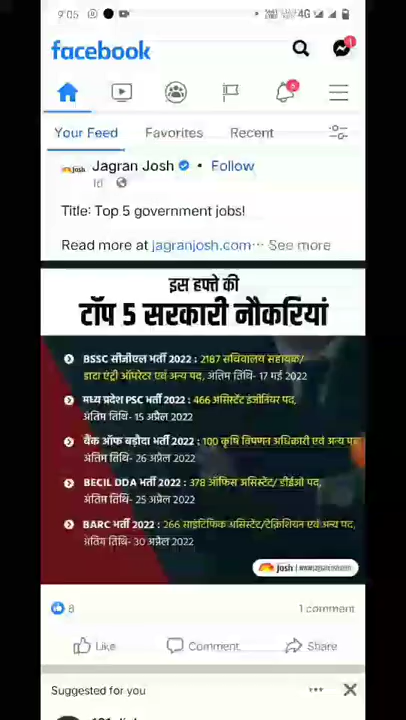 9:05
4G
facebook
1
Your Feed Favorites Recent
Jagran Josh • Follow
1d
Title: Top 5 government jobs!
Read more at jagranjosh.com... See more
इस हफ्ते की
टॉप 5 सरकारी नौकरियां
BSSC सीजीएल भर्ती 2022 : 2187 सचिवालय सहायक/
डाटा एंट्री ऑपरेटर एवं अन्य पद, अंतिम तिथि- 17 मई 2022
मध्य प्रदेश PSC भर्ती 2022 : 466 असिस्टेंट इंजीनियर पद,
अंतिम तिथि- 15 अप्रैल 2022
बैंक ऑफ बड़ौदा भर्ती 2022 : 100 कृषि विपणन अधिकारी एवं अन्य पद
अंतिम तिथि- 26 अप्रैल 2022
BECIL DDA भर्ती 2022 : 378 ऑफिस असिस्टेंट/ डीईओ पद,
अंतिम तिथि- 25 अप्रैल 2022
BARC भर्ती 2022 : 266 साइंटिफिक असिस्टेंट/टेक्निशियन एवं अन्य पद,
अंतिम तिथि- 30 अप्रैल 2022
josh
8 1 comment
Like Comment Share
Suggested for you